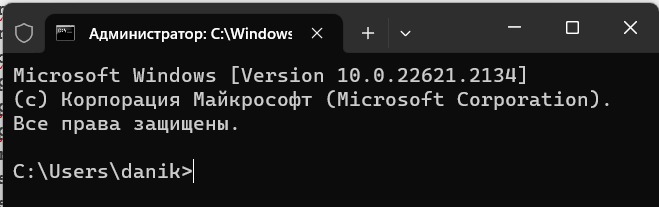 Администратор: C:\Windows
Microsoft Windows [Version 10.0.22621.2134]
(c) Корпорация Майкрософт (Microsoft Corporation).
Все права защищены.
C:\Users\danik>